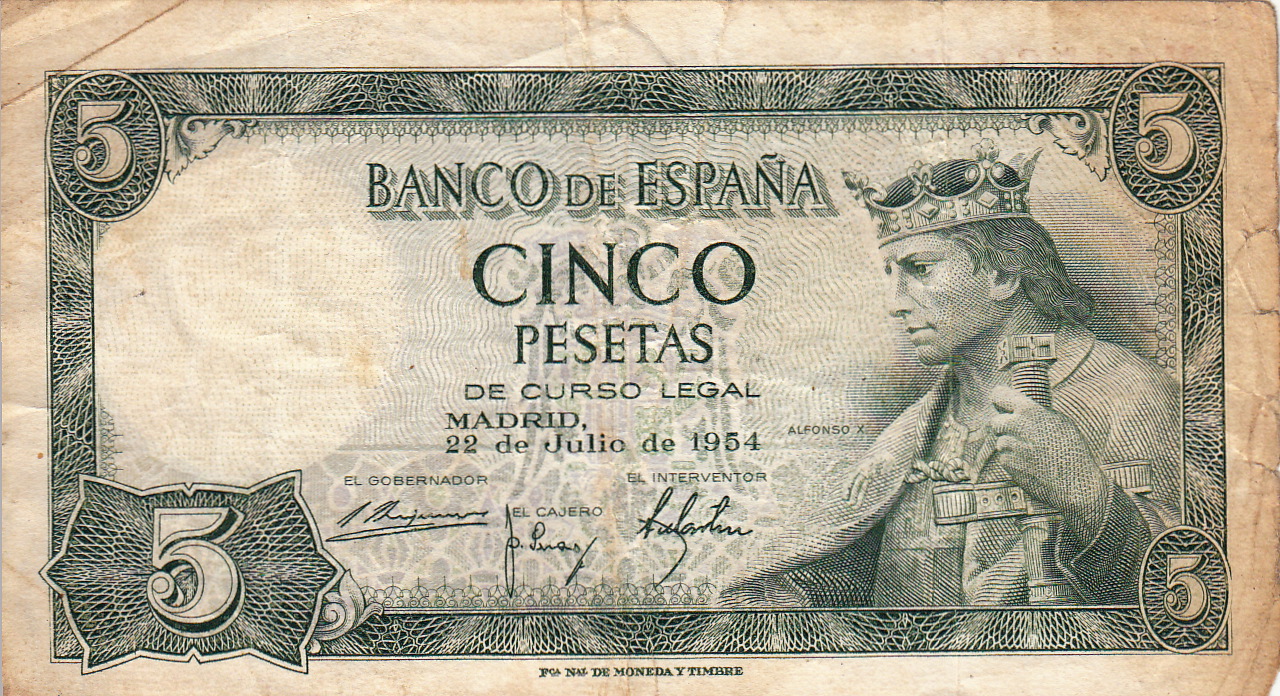 5 5
BANCO DE ESPAÑA
CINCO
PESETAS
DE CURSO LEGAL
MADRID,
22 de Julio de 1954
ALFONSO X
EL GOBERNADOR
EL INTERVENTOR
EL CAJERO
5 5
Fca Nal DE MONEDA Y TIMBRE